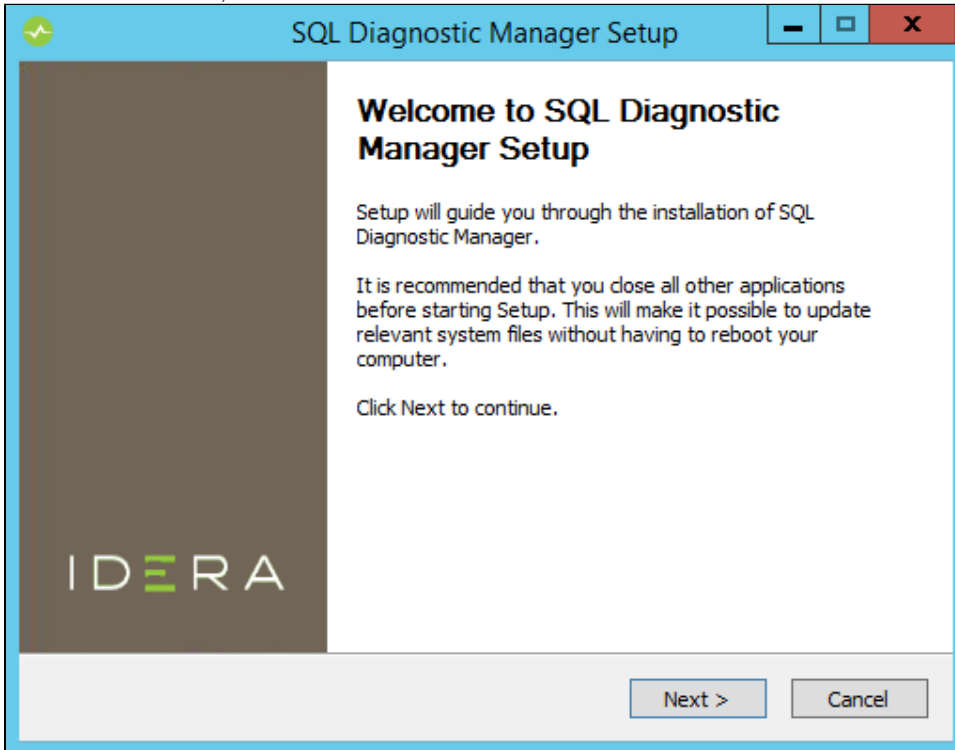 SQL Diagnostic Manager Setup
Welcome to SQL Diagnostic
Manager Setup
Setup will guide you through the installation of SQL
Diagnostic Manager.
It is recommended that you close all other applications
before starting Setup. This will make it possible to update
relevant system files without having to reboot your
computer.
Click Next to continue.
IDERA
Next >
Cancel